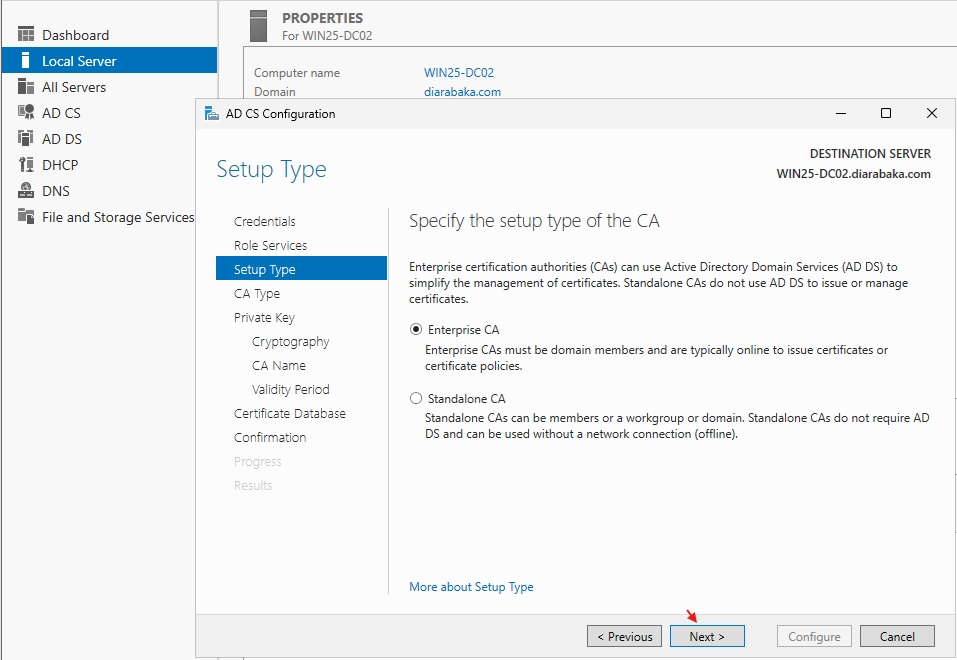 Dashboard
Local Server
All Servers
AD CS
AD DS
DHCP
DNS
File and Storage Services
PROPERTIES
For WIN25-DC02
Computer name
WIN25-DC02
Domain
diarabaka.com
AD CS Configuration
Setup Type
DESTINATION SERVER
WIN25-DC02.diarabaka.com
Credentials
Role Services
Setup Type
CA Type
Private Key
Cryptography
CA Name
Validity Period
Certificate Database
Confirmation
Progress
Results
Specify the setup type of the CA
Enterprise certification authorities (CAs) can use Active Directory Domain Services (AD DS) to
simplify the management of certificates. Standalone CAs do not use AD DS to issue or manage
certificates.
Enterprise CA
Enterprise CAs must be domain members and are typically online to issue certificates or
certificate policies.
Standalone CA
Standalone CAs can be members or a workgroup or domain. Standalone CAs do not require AD
DS and can be used without a network connection (offline).
More about Setup Type
< Previous
Next >
Configure
Cancel